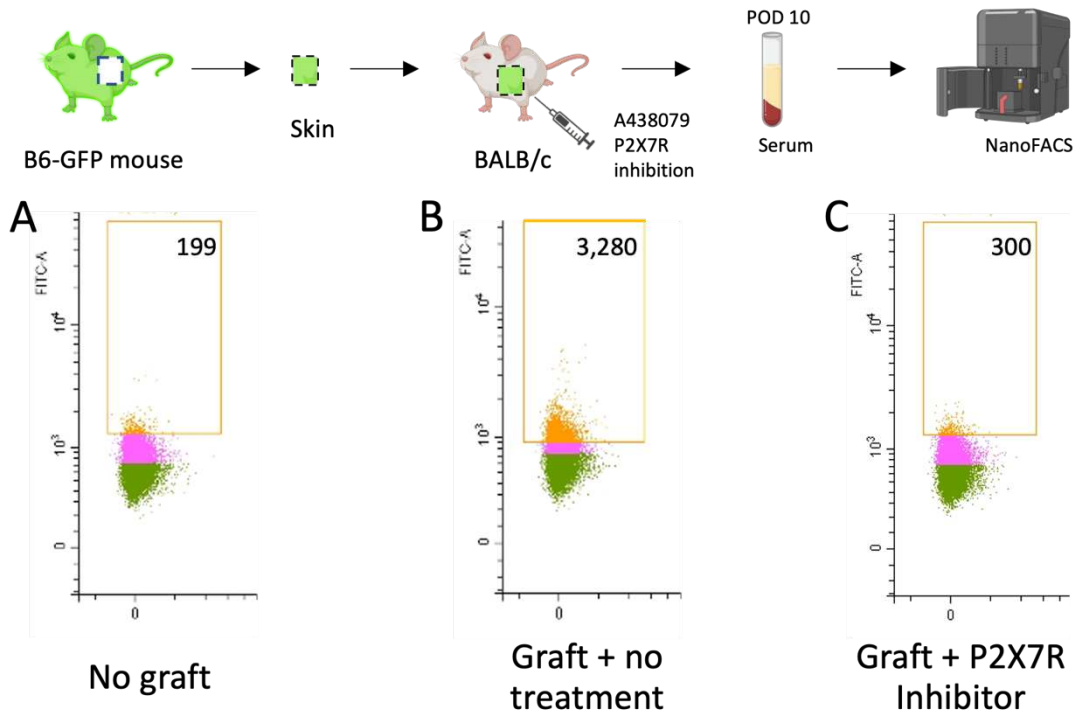 POD 10
Skin
A438079
P2X7R
inhibition
B6-GFP mouse
BALB/c
Serum
NanoFACS
A
199
FITC-A
10⁴
10³
0
0
No graft
B
3,280
FITC-A
10⁴
10³
0
0
Graft + no
treatment
C
300
FITC-A
10⁴
10³
0
0
Graft + P2X7R
Inhibitor